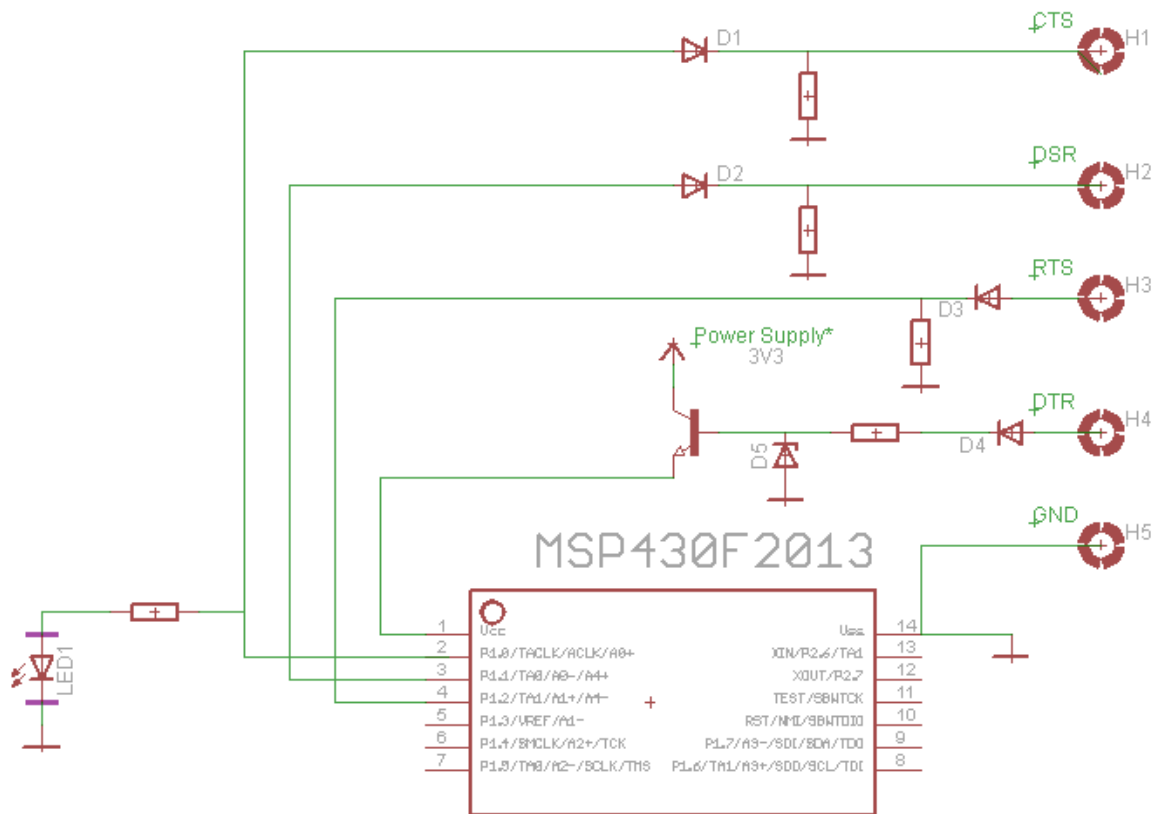 CTS
D1
H1
DSR
D2
H2
RTS
D3
H3
Power Supply*
3V3
DTR
D5
D4
H4
GND
H5
MSP430F2013
LED1
1 Vcc
Vss 14
2 P1.0/TACLK/ACLK/A0+
XIN/P2.6/TA1 13
3 P1.1/TA0/A0-/A4+
XOUT/P2.7 12
4 P1.2/TA1/A1+/A4-
TEST/SBWTCK 11
5 P1.3/VREF/A1-
RST/NMI/SBWTDIO 10
6 P1.4/SMCLK/A2+/TCK
P1.7/A3-/SDI/SDA/TDO 9
7 P1.5/TA0/A2-/SCLK/TMS
P1.6/TA1/A3+/SDO/SCL/TDI 8